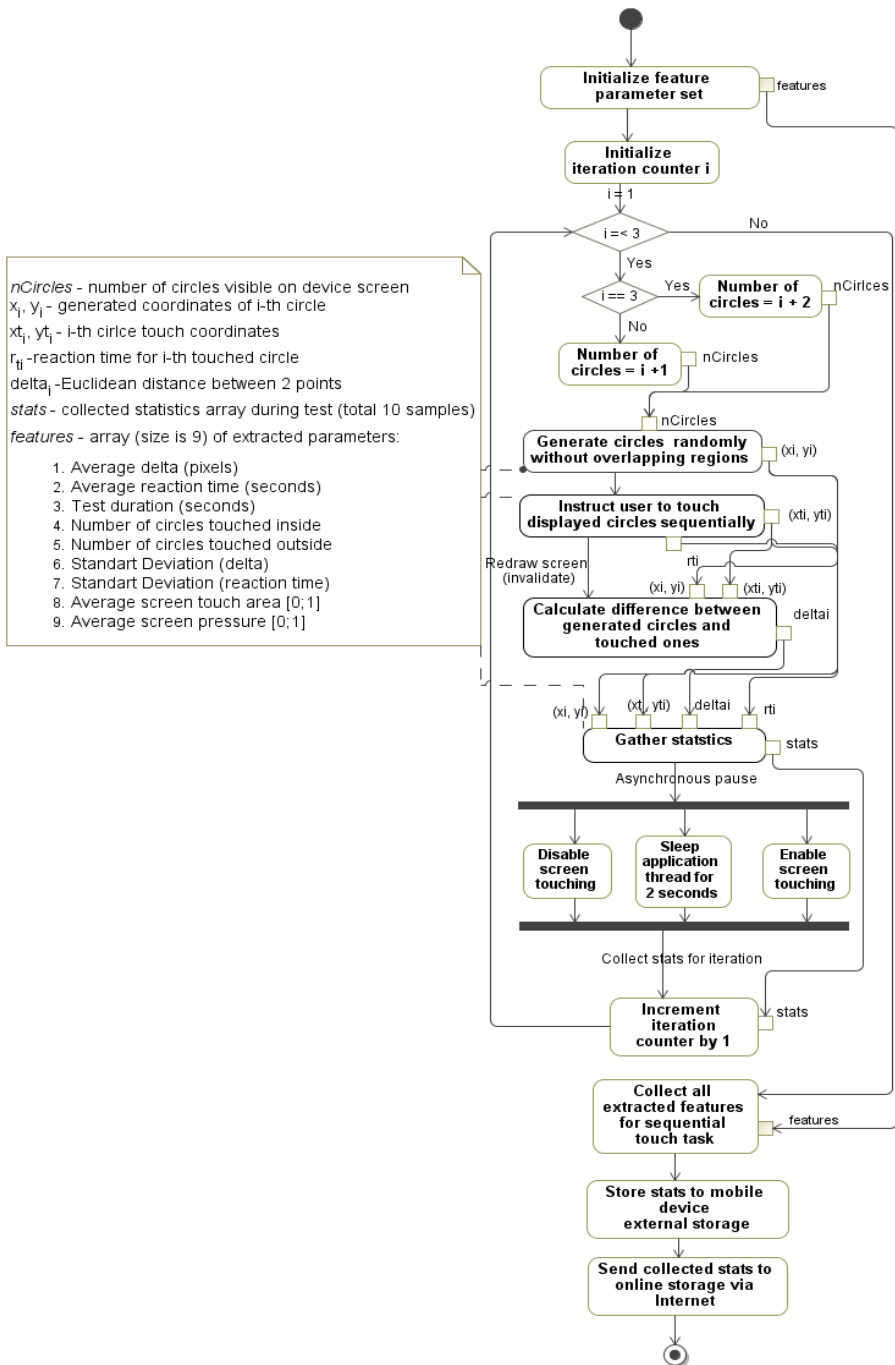 Initialize feature
parameter set
features
Initialize
iteration counter i
i = 1
i =< 3
No
Yes
i == 3
Yes
Number of
circles = i + 2
nCirlces
No
Number of
circles = i +1
nCircles
nCircles - number of circles visible on device screen
xi, yi - generated coordinates of i-th circle
xti, yti - i-th cirlce touch coordinates
rti -reaction time for i-th touched circle
deltai -Euclidean distance between 2 points
stats - collected statistics array during test (total 10 samples)
features - array (size is 9) of extracted parameters:
1. Average delta (pixels)
2. Average reaction time (seconds)
3. Test duration (seconds)
4. Number of circles touched inside
5. Number of circles touched outside
6. Standart Deviation (delta)
7. Standart Deviation (reaction time)
8. Average screen touch area [0;1]
9. Average screen pressure [0;1]
nCircles
Generate circles randomly
without overlapping regions
(xi, yi)
Instruct user to touch
displayed circles sequentially
(xti, yti)
Redraw screen
(invalidate)
rti
(xi, yi)
(xti, yti)
Calculate difference between
generated circles and
touched ones
deltai
(xi, yi)
(xti, yti)
deltai
rti
Gather statstics
stats
Asynchronous pause
Disable
screen
touching
Sleep
application
thread for
2 seconds
Enable
screen
touching
Collect stats for iteration
Increment
iteration
counter by 1
stats
Collect all
extracted features
for sequential
touch task
features
Store stats to mobile
device
external storage
Send collected stats to
online storage via
Internet